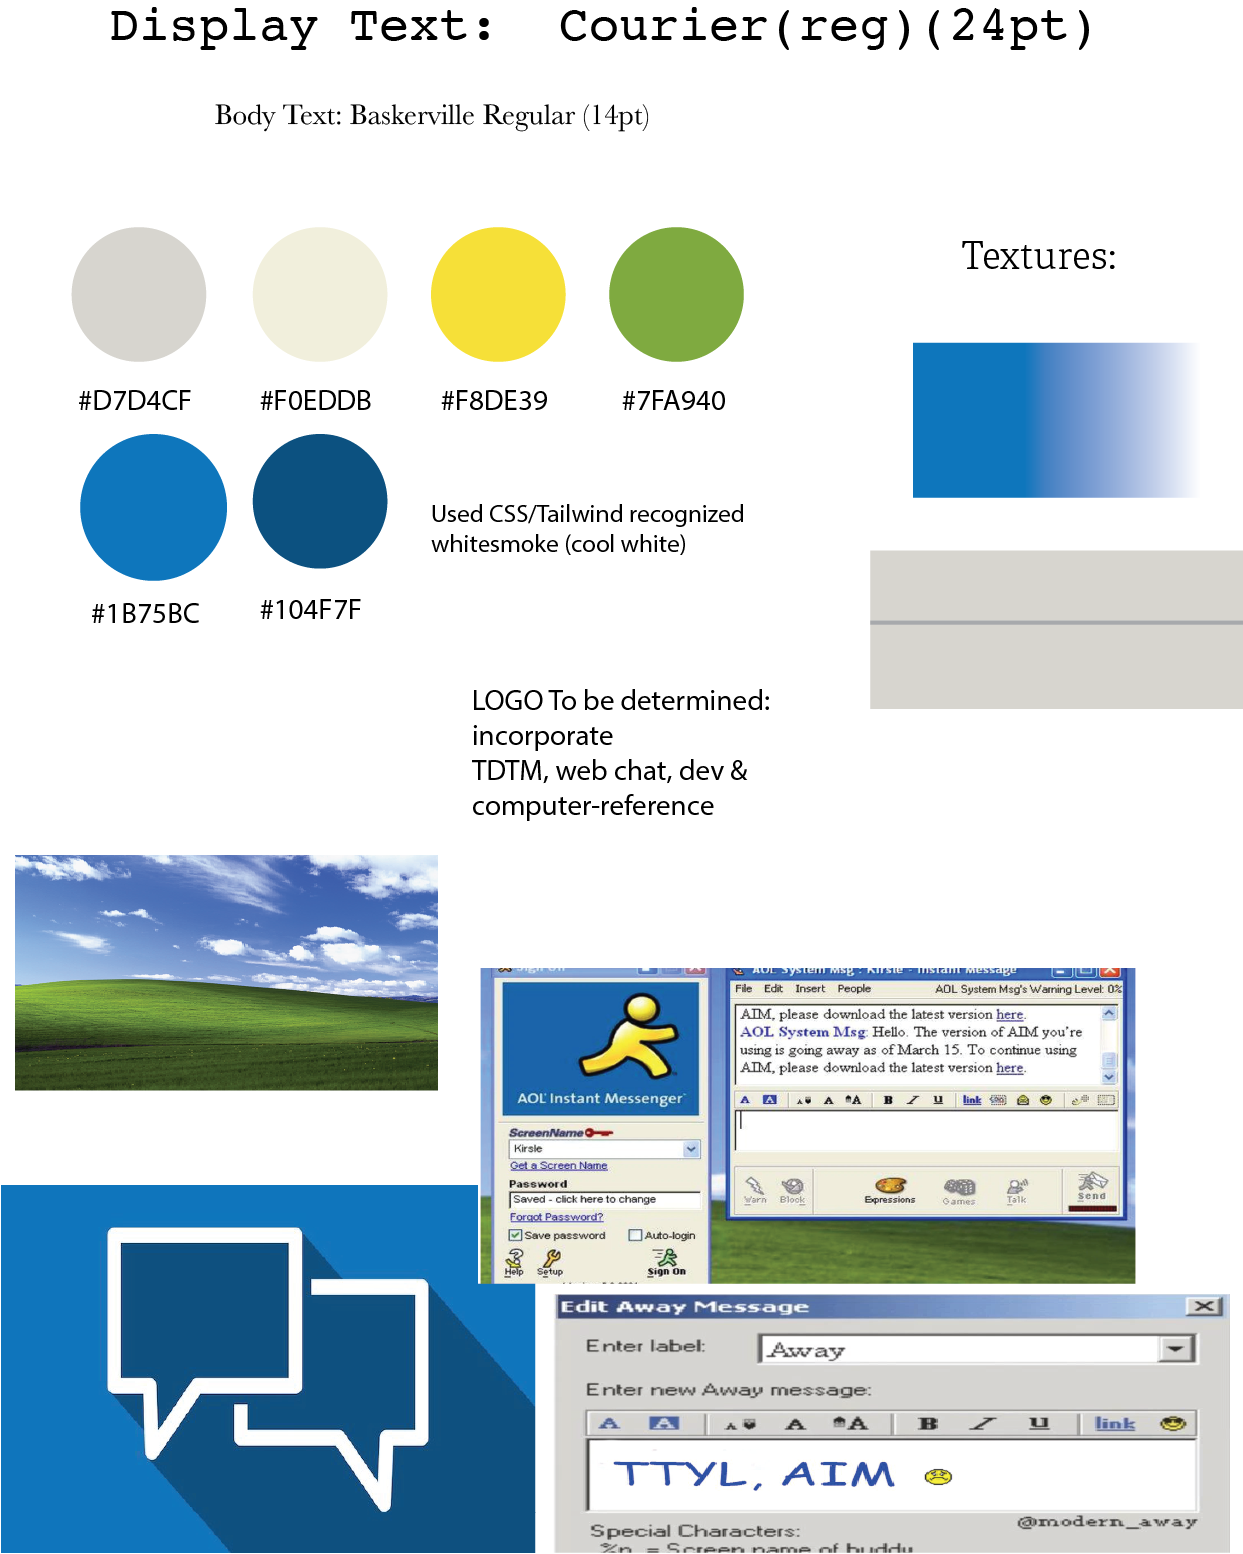 Display Text:  Courier(reg)(24pt)
Body Text: Baskerville Regular (14pt)
Textures:
#D7D4CF
#F0EDDB
#F8DE39
#7FA940
Used CSS/Tailwind recognized
whitesmoke (cool white)
#1B75BC
#104F7F
LOGO To be determined:
incorporate
TDTM, web chat, dev &
computer-reference
Sign On
AOL Instant Messenger
ScreenName
Kirsle
Get a Screen Name
Password
Saved - click here to change
Forgot Password?
Save password
Auto-login
Help
Setup
Sign On
AOL System Msg : Kirsle - Instant Message
File Edit Insert People
AOL System Msg's Warning Level: 0%
AIM, please download the latest version here.
AOL System Msg: Hello. The version of AIM you're
using is going away as of March 15. To continue using
AIM, please download the latest version here.
A A A A A B I U link
Warn
Block
Expressions
Games
Talk
Send
Edit Away Message
Enter label:
Away
Enter new Away message:
A A A A A B I U link
TTYL, AIM
@modern_away
Special Characters:
%n = Screen name of buddy